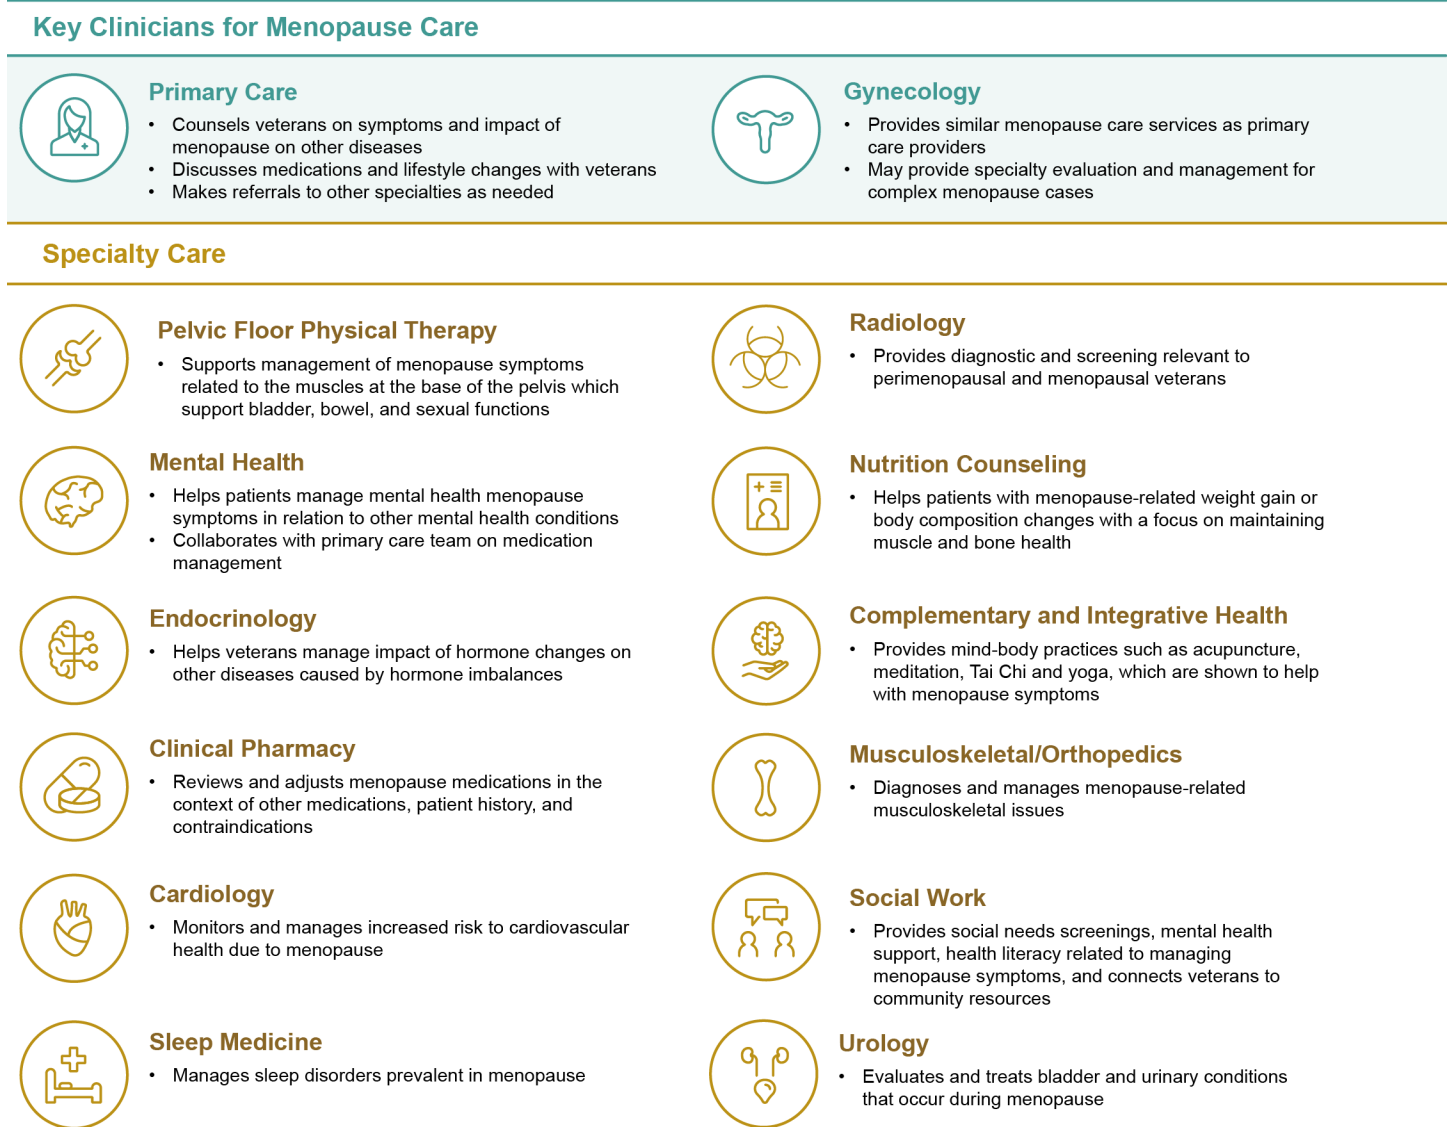 Key Clinicians for Menopause Care
Primary Care
• Counsels veterans on symptoms and impact of
menopause on other diseases
• Discusses medications and lifestyle changes with veterans
• Makes referrals to other specialties as needed
Gynecology
• Provides similar menopause care services as primary
care providers
• May provide specialty evaluation and management for
complex menopause cases
Specialty Care
Pelvic Floor Physical Therapy
• Supports management of menopause symptoms
related to the muscles at the base of the pelvis which
support bladder, bowel, and sexual functions
Radiology
• Provides diagnostic and screening relevant to
perimenopausal and menopausal veterans
Mental Health
• Helps patients manage mental health menopause
symptoms in relation to other mental health conditions
• Collaborates with primary care team on medication
management
Nutrition Counseling
• Helps patients with menopause-related weight gain or
body composition changes with a focus on maintaining
muscle and bone health
Endocrinology
• Helps veterans manage impact of hormone changes on
other diseases caused by hormone imbalances
Complementary and Integrative Health
• Provides mind-body practices such as acupuncture,
meditation, Tai Chi and yoga, which are shown to help
with menopause symptoms
Clinical Pharmacy
• Reviews and adjusts menopause medications in the
context of other medications, patient history, and
contraindications
Musculoskeletal/Orthopedics
• Diagnoses and manages menopause-related
musculoskeletal issues
Cardiology
• Monitors and manages increased risk to cardiovascular
health due to menopause
Social Work
• Provides social needs screenings, mental health
support, health literacy related to managing
menopause symptoms, and connects veterans to
community resources
Sleep Medicine
• Manages sleep disorders prevalent in menopause
Urology
• Evaluates and treats bladder and urinary conditions
that occur during menopause